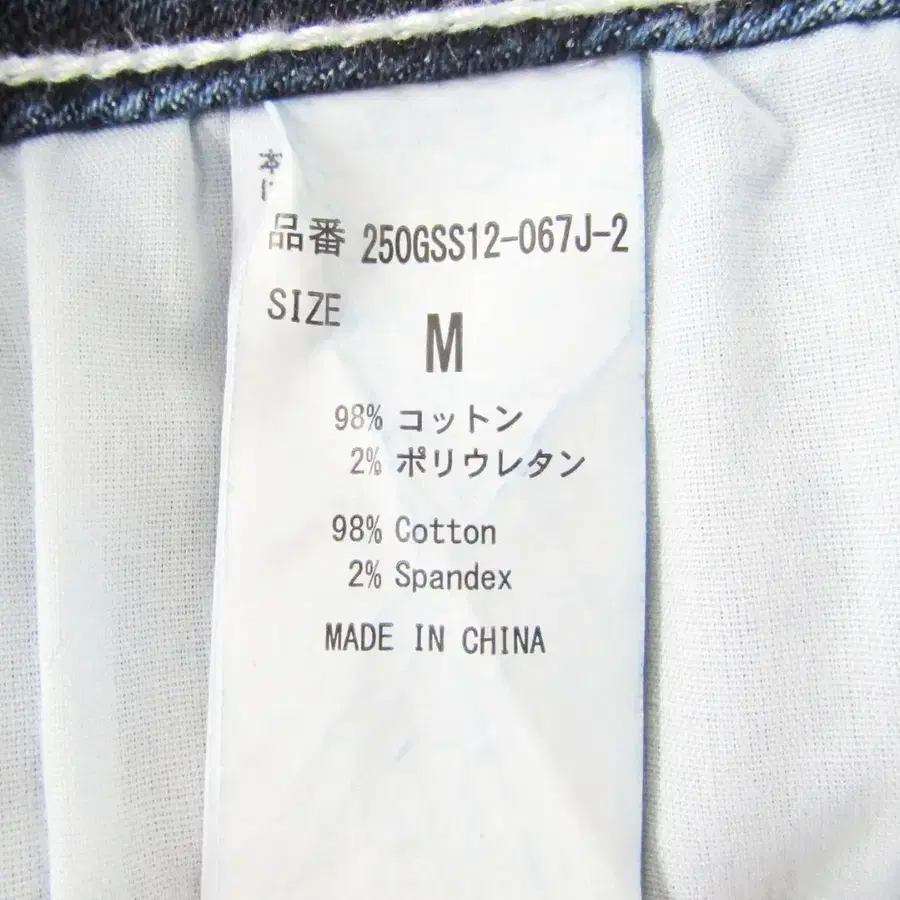 品番 250GSS12-067J-2
SIZE
M
98% コットン
2% ポリウレタン
98% Cotton
2% Spandex
MADE IN CHINA